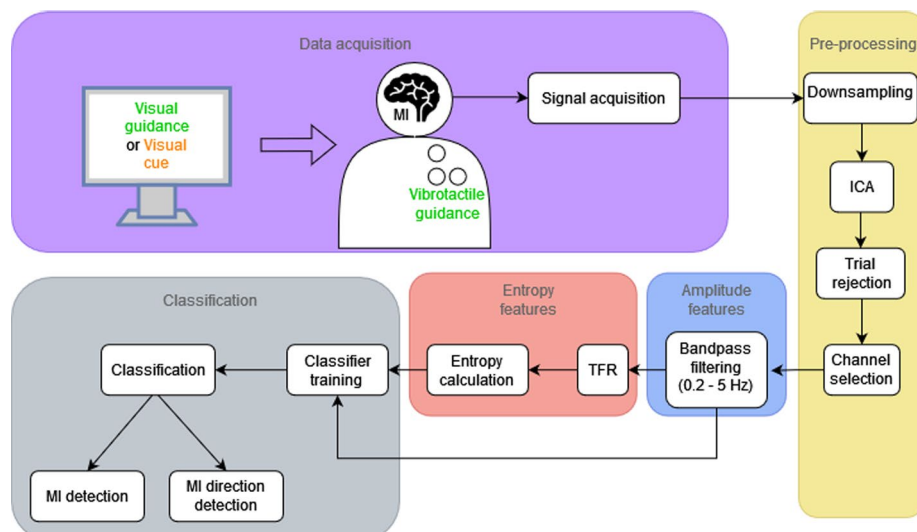 Data acquisition
Pre-processing
Visual
guidance
or Visual
cue
MI
Signal acquisition
Downsampling
Vibrotactile
guidance
ICA
Trial
rejection
Channel
selection
Classification
Entropy
features
Amplitude
features
Classification
Classifier
training
Entropy
calculation
TFR
Bandpass
filtering
(0.2 - 5 Hz)
MI detection
MI direction
detection